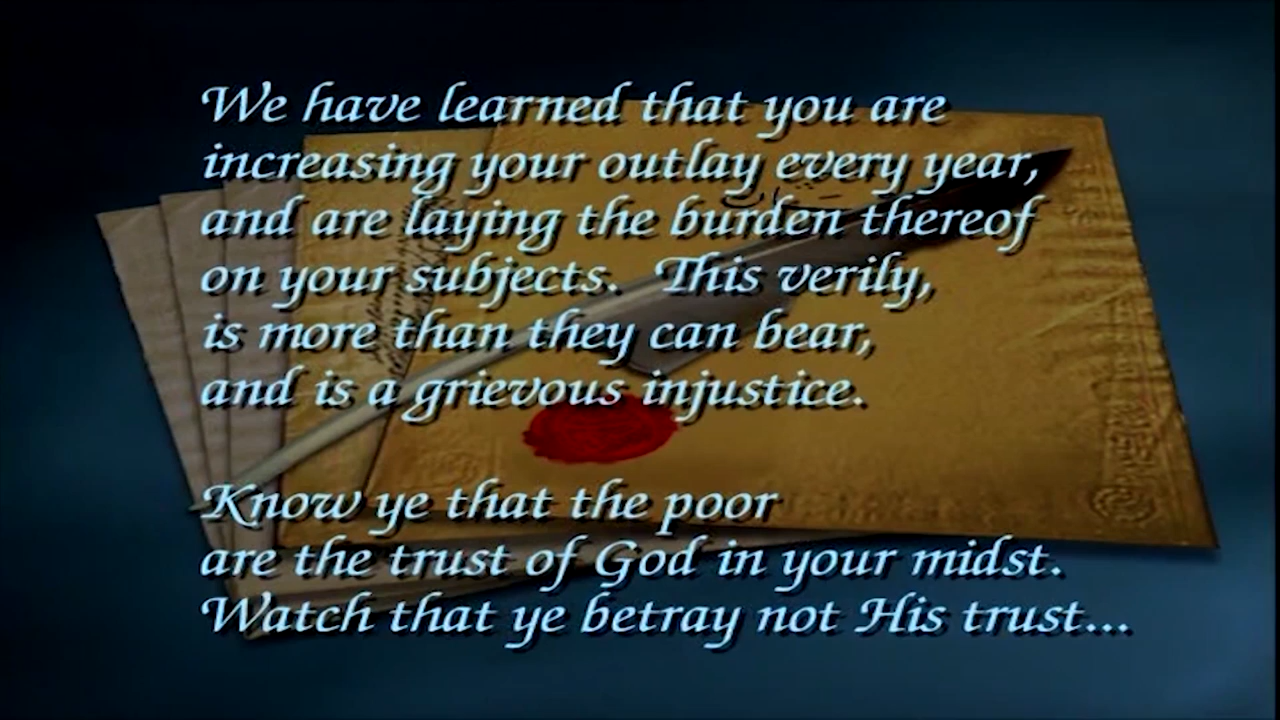 We have learned that you are
increasing your outlay every year,
and are laying the burden thereof
on your subjects. This verily,
is more than they can bear,
and is a grievous injustice.
Know ye that the poor
are the trust of God in your midst.
Watch that ye betray not His trust...